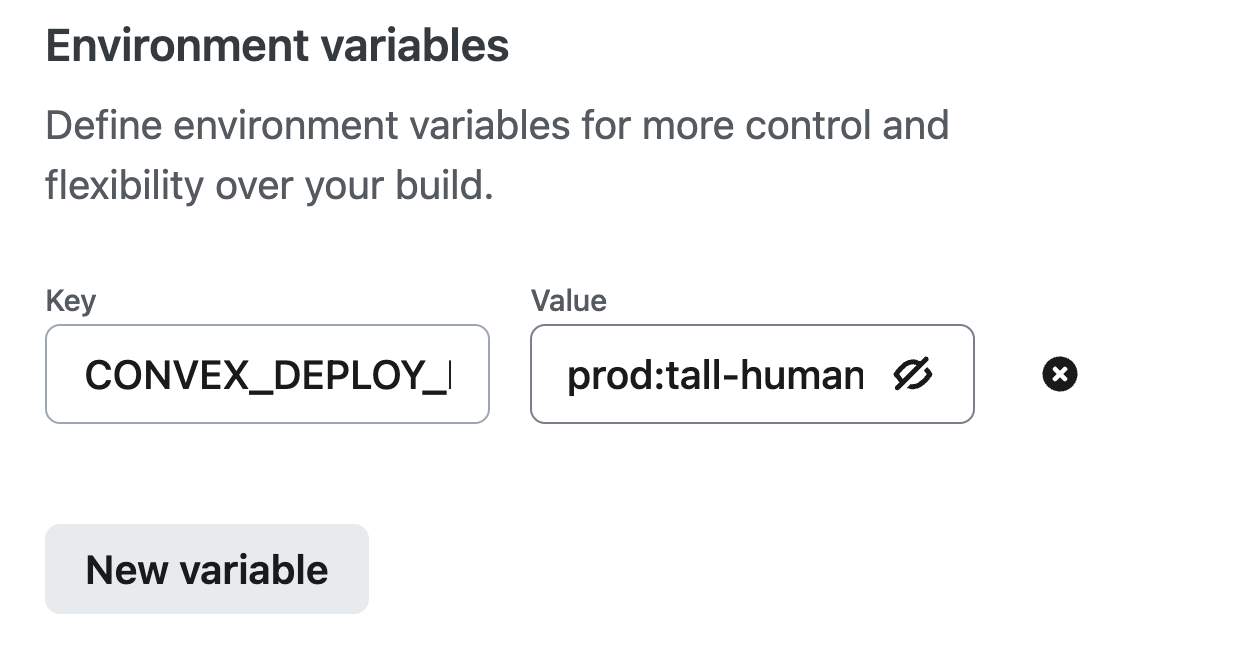 Environment variables
Define environment variables for more control and
flexibility over your build.
Key
Value
CONVEX_DEPLOY_
prod:tall-human
New variable